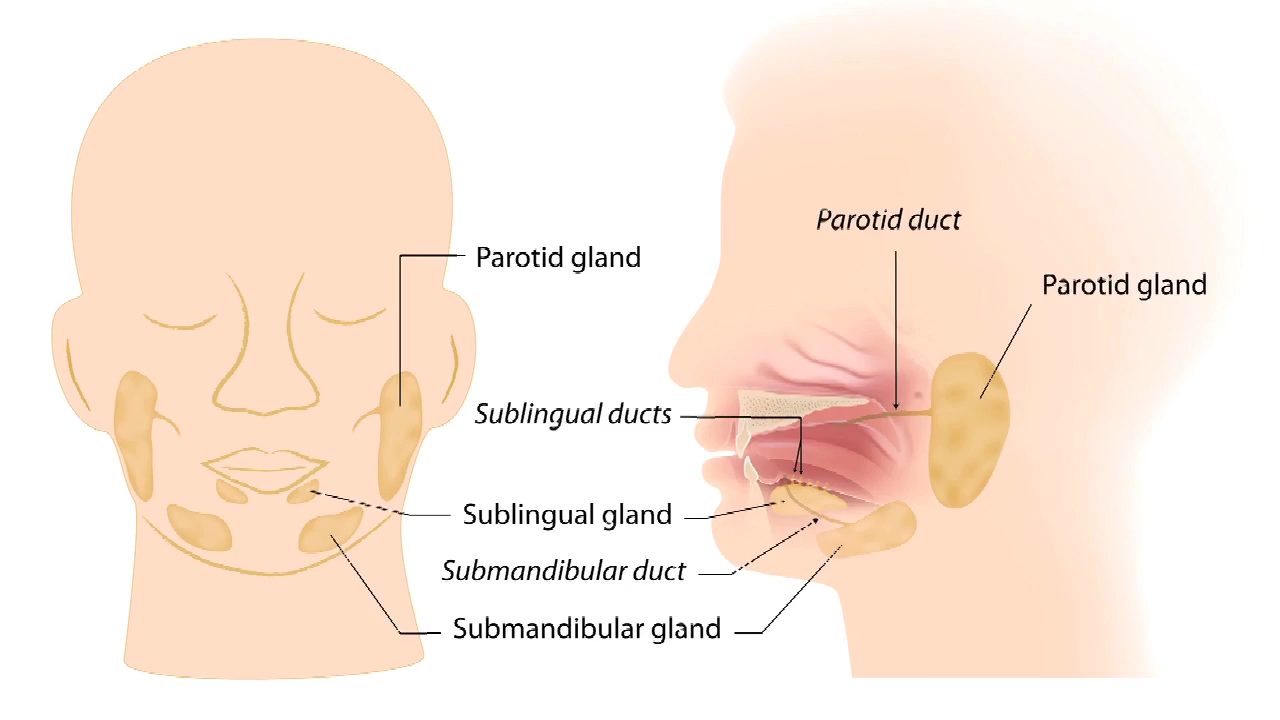 Parotid duct
Parotid gland
Parotid gland
Sublingual ducts
Sublingual gland
Submandibular duct
Submandibular gland